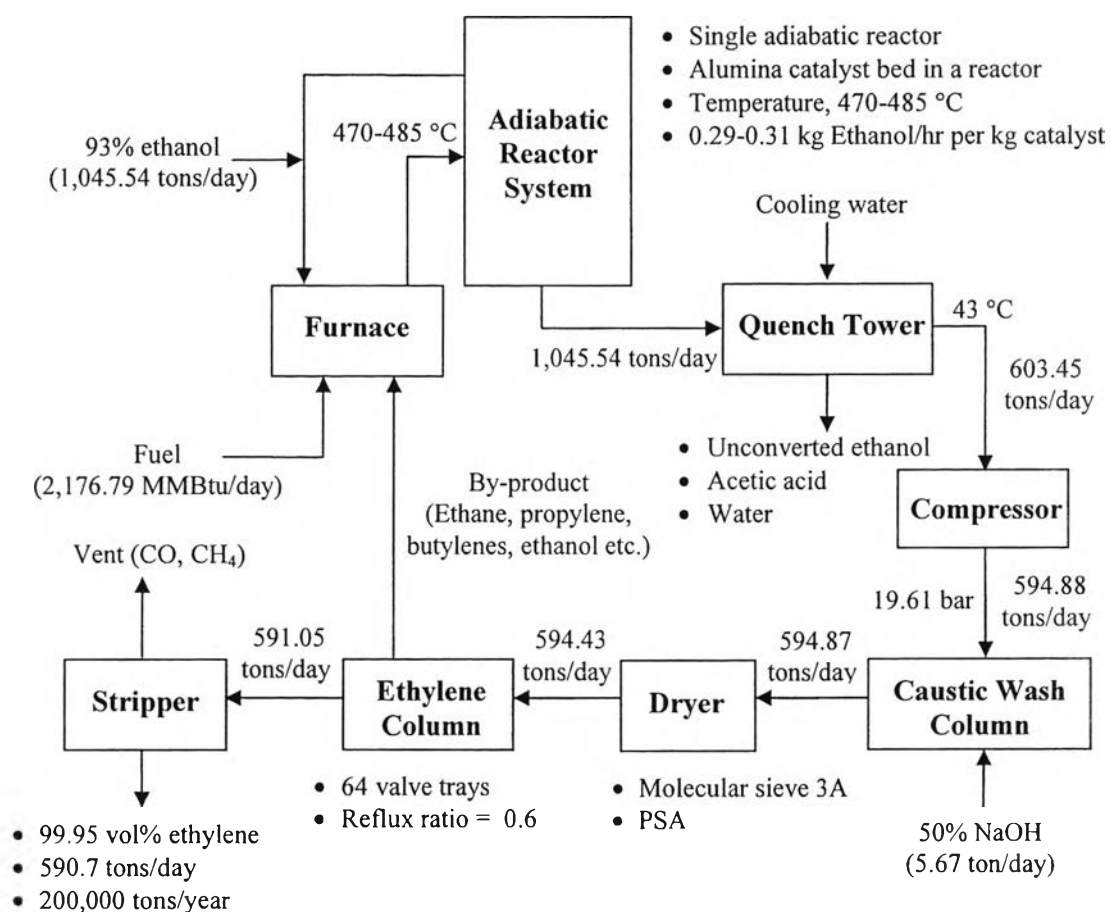 • Single adiabatic reactor
• Alumina catalyst bed in a reactor
• Temperature, 470-485 °C
• 0.29-0.31 kg Ethanol/hr per kg catalyst
93% ethanol
(1,045.54 tons/day)
470-485 °C
Adiabatic
Reactor
System
Cooling water
Furnace
1,045.54 tons/day
Quench Tower
43 °C
603.45
tons/day
Fuel
(2,176.79 MMBtu/day)
• Unconverted ethanol
• Acetic acid
• Water
By-product
(Ethane, propylene,
butylenes, ethanol etc.)
Compressor
Vent (CO, CH₄)
19.61 bar
594.88
tons/day
591.05
tons/day
594.43
tons/day
594.87
tons/day
Stripper
Ethylene
Column
Dryer
Caustic Wash
Column
• 64 valve trays
• Reflux ratio = 0.6
• Molecular sieve 3A
• PSA
50% NaOH
(5.67 ton/day)
• 99.95 vol% ethylene
• 590.7 tons/day
• 200,000 tons/year